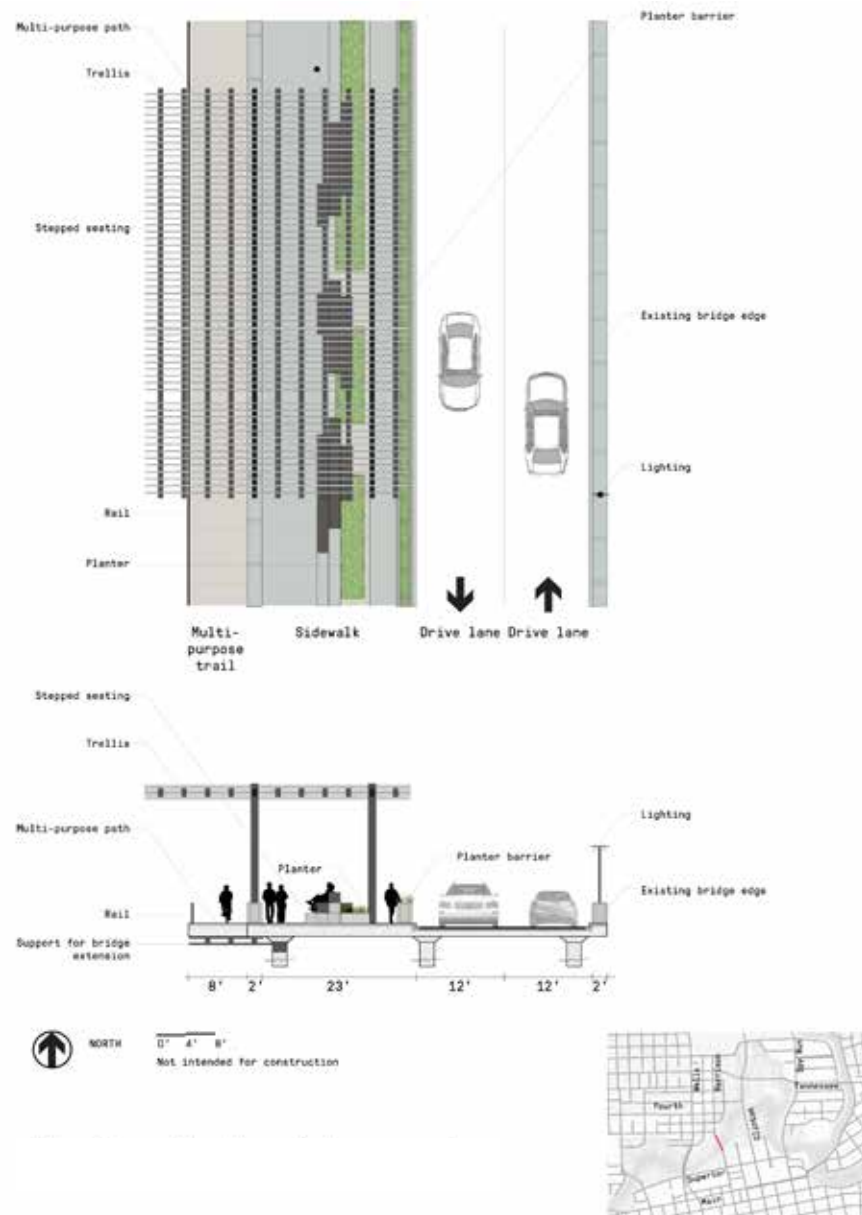 Multi-purpose path
Planter barrier
Trellis
Stepped seating
Existing bridge edge
Lighting
Rail
Planter
Multi-
purpose
trail
Sidewalk
Drive lane
Drive lane
Stepped seating
Trellis
Multi-purpose path
Planter
Planter barrier
Lighting
Rail
Existing bridge edge
Support for bridge
extension
8'
2'
23'
12'
12'
2'
NORTH
0' 4' 8'
Not intended for construction
Wells
Harrison
Spy Run
Tennessee
Fourth
Clinton
Superior
Main